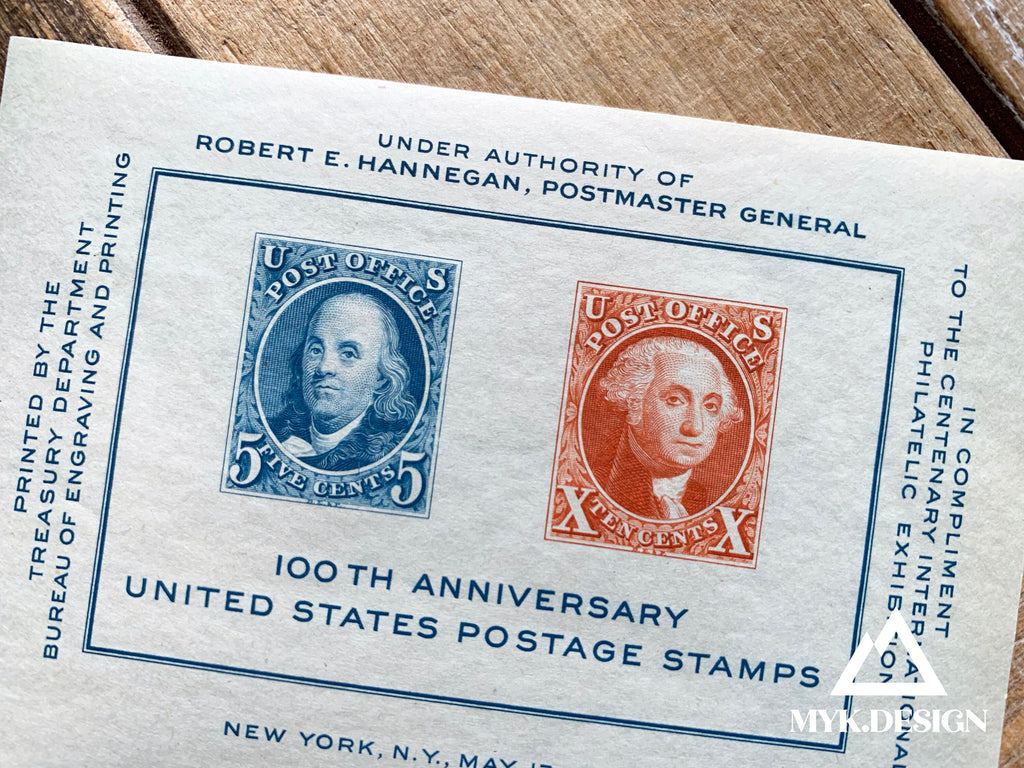 UNDER AUTHORITY OF
ROBERT E. HANNEGAN, POSTMASTER GENERAL
PRINTED BY THE
TREASURY DEPARTMENT
BUREAU OF ENGRAVING AND PRINTING
U S
POST OFFICE
5 5
FIVE CENTS
U S
POST OFFICE
X X
TEN CENTS
100TH ANNIVERSARY
UNITED STATES POSTAGE STAMPS
IN COMPLIMENT
TO THE CENTENARY INTERNATIONAL
PHILATELIC EXHIBITION
NEW YORK, N.Y., MAY
MYK.DESIGN